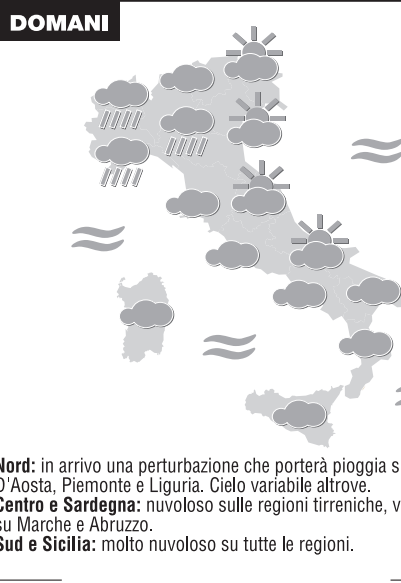 DOMANI
Nord: in arrivo una perturbazione che porterà pioggia s
D'Aosta, Piemonte e Liguria. Cielo variabile altrove.
Centro e Sardegna: nuvoloso sulle regioni tirreniche, v
su Marche e Abruzzo.
Sud e Sicilia: molto nuvoloso su tutte le regioni.